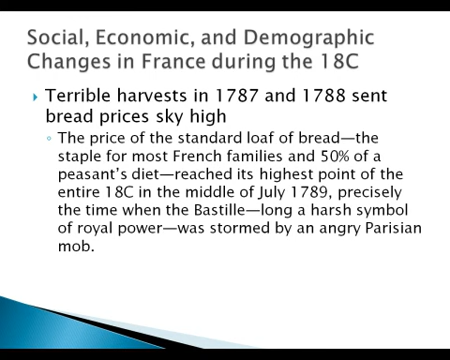 Social, Economic, and Demographic
Changes in France during the 18C
Terrible harvests in 1787 and 1788 sent
bread prices sky high
The price of the standard loaf of bread—the
staple for most French families and 50% of a
peasant's diet—reached its highest point of the
entire 18C in the middle of July 1789, precisely
the time when the Bastille—long a harsh symbol
of royal power—was stormed by an angry Parisian
mob.